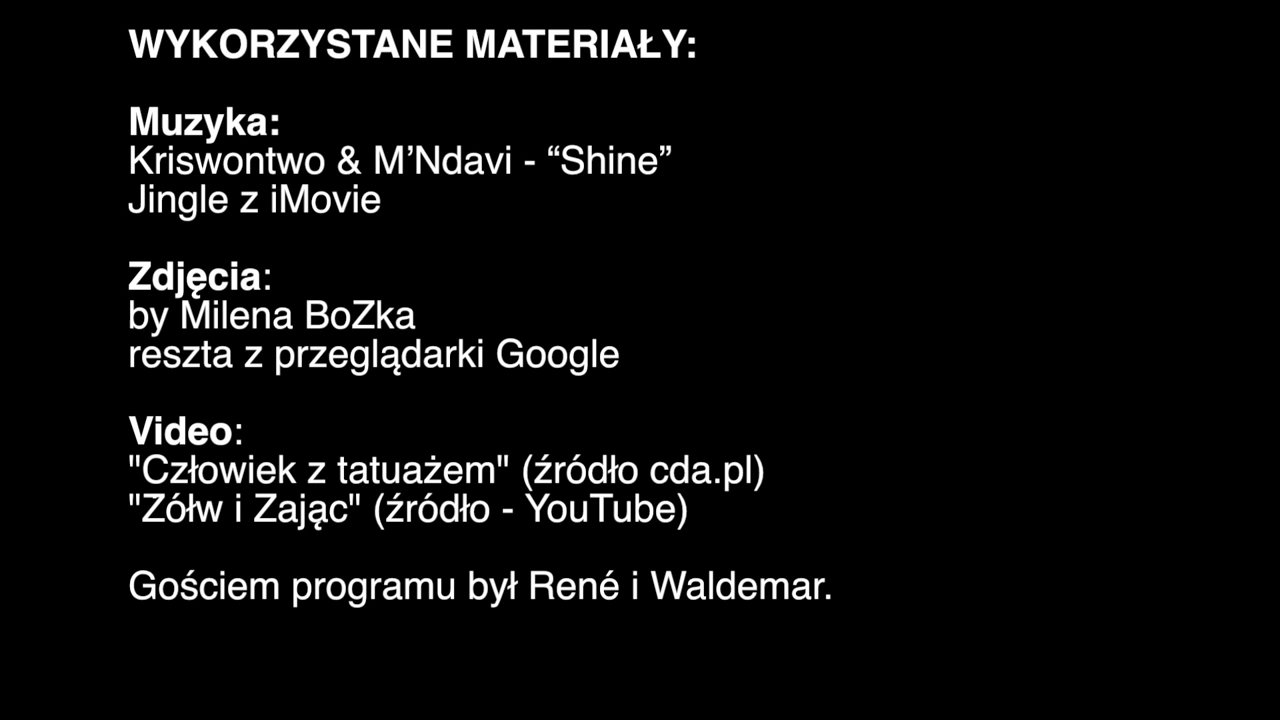 WYKORZYSTANE MATERIAŁY:
Muzyka:
Kriswontwo & M’Ndavi - “Shine”
Jingle z iMovie
Zdjęcia:
by Milena BoZka
reszta z przeglądarki Google
Video:
"Człowiek z tatuażem" (źródło cda.pl)
"Zółw i Zając" (źródło - YouTube)
Gościem programu był René i Waldemar.